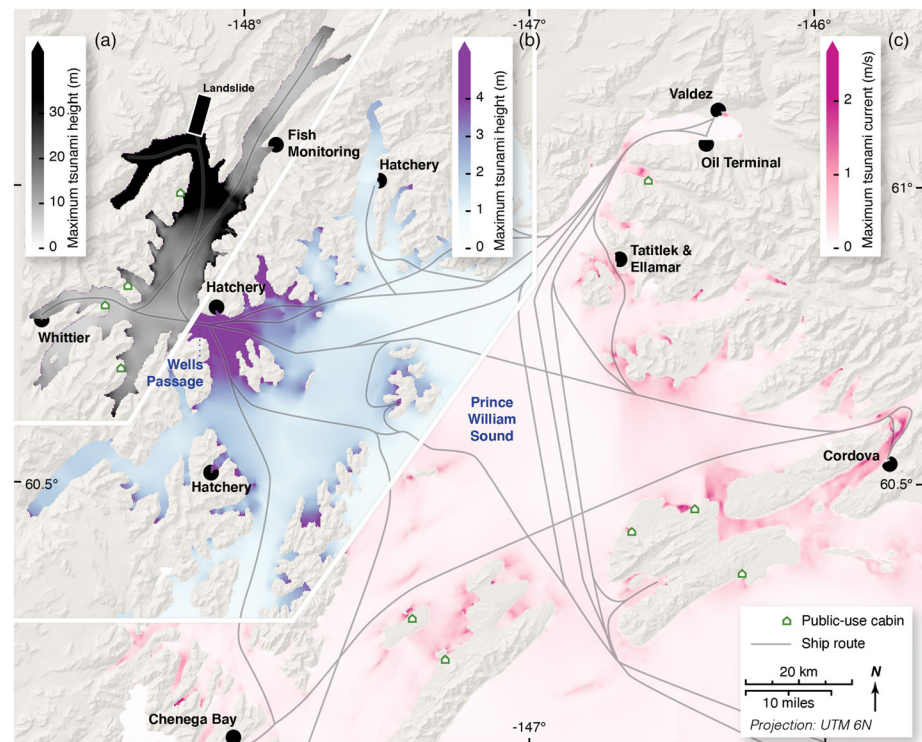 -148°
-147°
-146°
(a)
(b)
(c)
Maximum tsunami height (m)
30
20
10
0
Landslide
Fish
Monitoring
Hatchery
Maximum tsunami height (m)
4
3
2
1
0
Valdez
Oil Terminal
Maximum tsunami current (m/s)
2
1
0
61°
Tatitlek &
Ellamar
Hatchery
Whittier
Wells
Passage
Prince
William
Sound
Cordova
Hatchery
60.5°
60.5°
Public-use cabin
Ship route
20 km
10 miles
N
Projection: UTM 6N
Chenega Bay
-147°